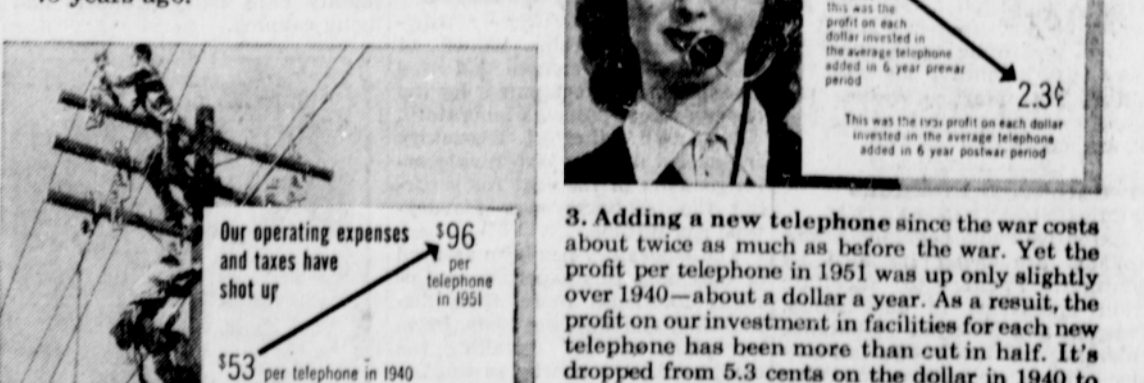 years ago.
Our operating expenses
and taxes have
shot up
$96
per
telephone
in 1951
$53 per telephone in 1940
this was the
profit on each
dollar invested in
the average telephone
added in 6 year prewar
period
2.3¢
This was the 1951 profit on each dollar
invested in the average telephone
added in 6 year postwar period
3. Adding a new telephone since the war costs
about twice as much as before the war. Yet the
profit per telephone in 1951 was up only slightly
over 1940—about a dollar a year. As a result, the
profit on our investment in facilities for each new
telephone has been more than cut in half. It's
dropped from 5.3 cents on the dollar in 1940 to